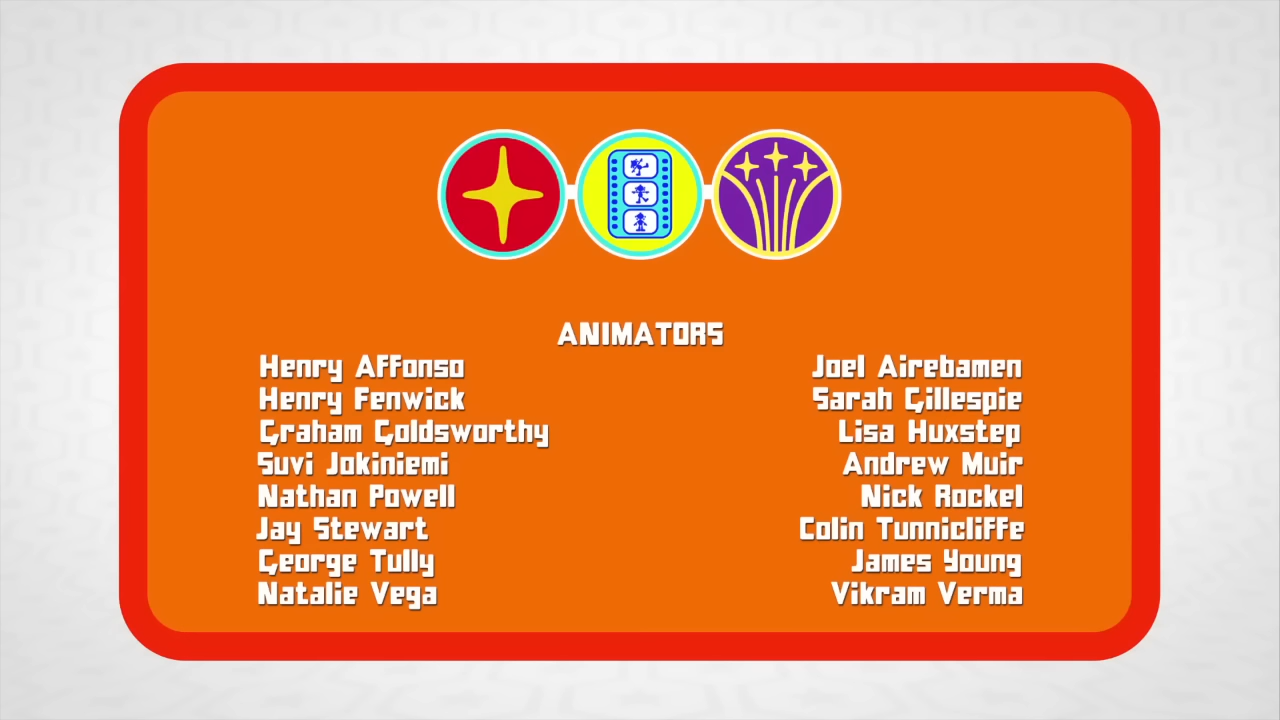 ANIMATORS
Henry Affonso Joel Airebamen
Henry Fenwick Sarah Gillespie
Graham Goldsworthy Lisa Huxstep
Suvi Jokiniemi Andrew Muir
Nathan Powell Nick Rockel
Jay Stewart Colin Tunnicliffe
George Tully James Young
Natalie Vega Vikram Verma